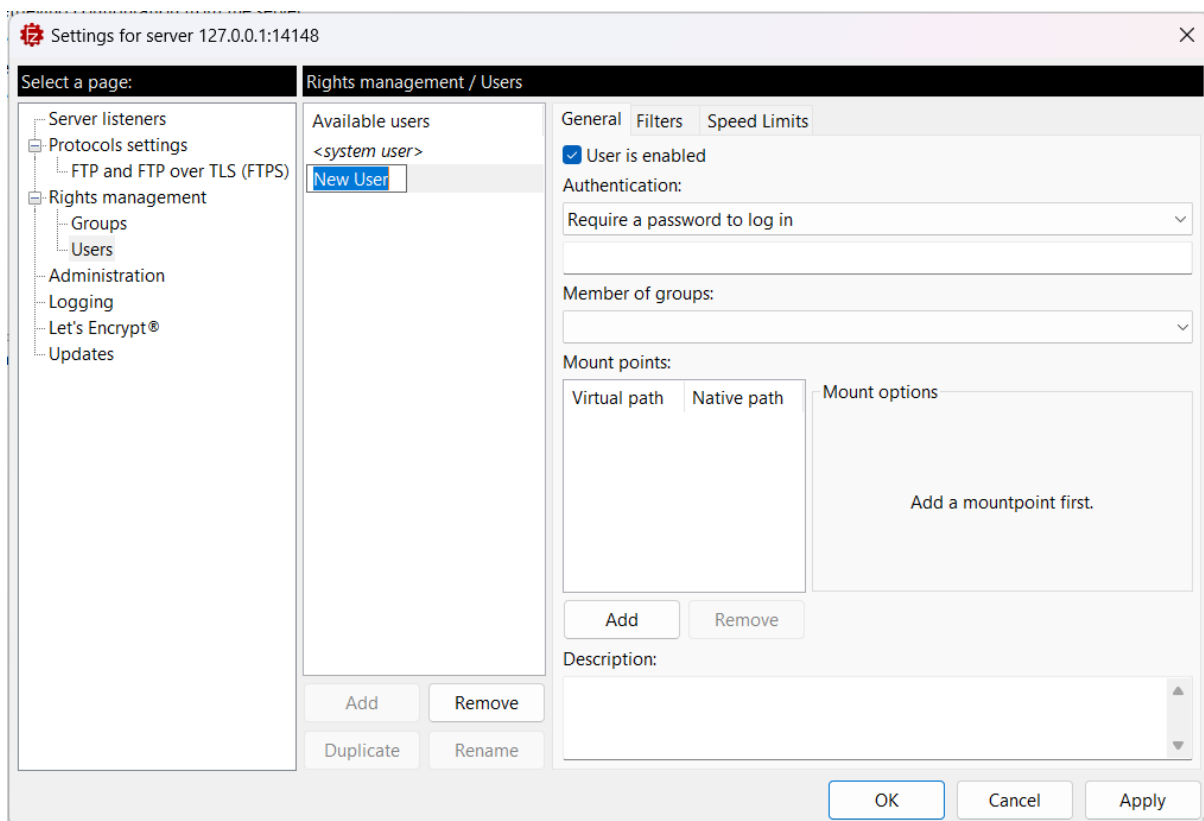 Settings for server 127.0.0.1:14148
Select a page:
Server listeners
Protocols settings
FTP and FTP over TLS (FTPS)
Rights management
Groups
Users
Administration
Logging
Let's Encrypt®
Updates
Rights management / Users
Available users
<system user>
New User
Add
Remove
Duplicate
Rename
General
Filters
Speed Limits
User is enabled
Authentication:
Require a password to log in
Member of groups:
Mount points:
Virtual path
Native path
Mount options
Add a mountpoint first.
Add
Remove
Description:
OK
Cancel
Apply